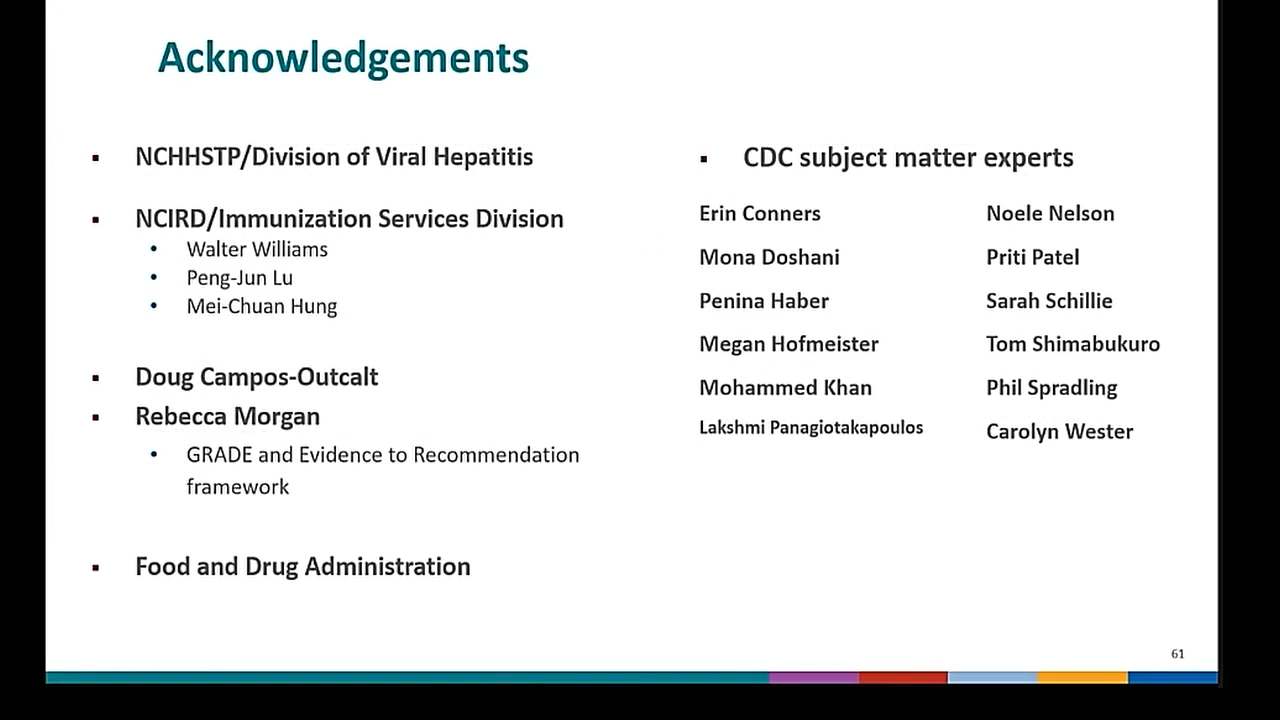 Acknowledgements
NCHHSTP/Division of Viral Hepatitis
NCIRD/Immunization Services Division
Walter Williams
Peng-Jun Lu
Mei-Chuan Hung
Doug Campos-Outcalt
Rebecca Morgan
GRADE and Evidence to Recommendation
framework
Food and Drug Administration
CDC subject matter experts
Erin Conners
Mona Doshani
Penina Haber
Megan Hofmeister
Mohammed Khan
Lakshmi Panagiotakapoulos
Noele Nelson
Priti Patel
Sarah Schillie
Tom Shimabukuro
Phil Spradling
Carolyn Wester
61